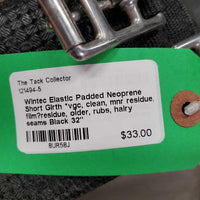 The Tack Collector
121494-5
Wintec Elastic Padded Neoprene
Short Girth *vgc, clean, mnr residue,
film?residue, older, rubs, hairy
seams Black 32"
$33.00
BUR58J